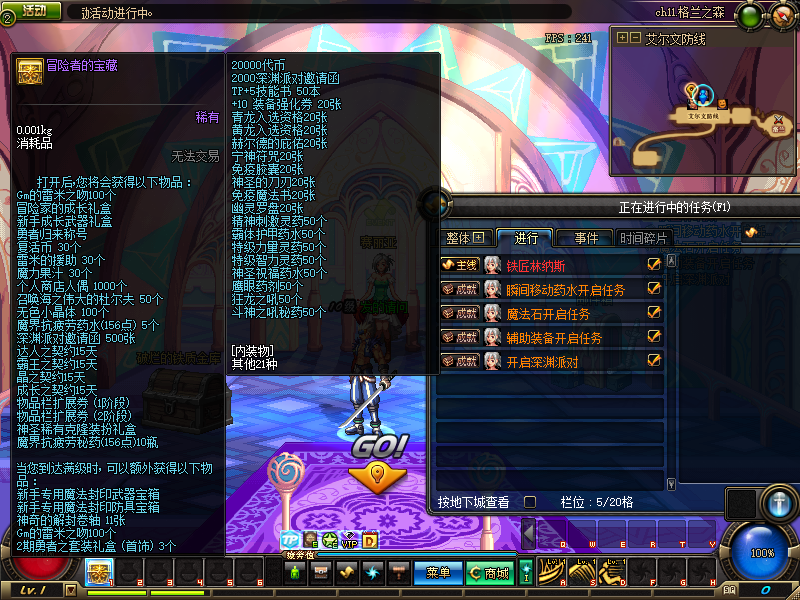 活动
动活动进行中。
ch11.格兰之森
FPS : 241
艾尔文防线
艾尔文防线
冒险者的宝藏
稀有
0.001kg
消耗品
无法交易
打开后,您将会获得以下物品：
Gm的雷米之吻100个
冒险家的成长礼盒
新手成长武器礼盒
勇者归来称号
复活币 30个
雷米的援助 30个
魔力果汁 30个
个人商店人偶 1000个
召唤海之伟大的杜尔夫 50个
无色小晶体 100个
魔界抗疲劳药水(156点) 5个
深渊派对邀请函 500张
达人之契约15天
霸王之契约15天
晶之契约15天
成长之契约15天
物品栏扩展券 (1阶段)
物品栏扩展券 (2阶段)
神圣稀有克隆装扮礼盒
魔界抗疲劳秘药(156点)10瓶
当您到达满级时, 可以额外获得以下物
品：
新手专用魔法封印武器宝箱
新手专用魔法封印防具宝箱
神奇的解封卷轴 11张
Gm的雷米之吻100个
2期勇者之套装礼盒 (首饰) 3个
20000代币
2000深渊派对邀请函
TP+5技能书 50本
+10 装备强化券 20张
青龙入选资格20张
黄龙入选资格20张
赫尔德的庇佑20张
宁神符咒20张
免疫胶囊20张
神圣的刀刃20张
免疫魔法书20张
幽灵罗盘20张
精神刺激灵药50个
霸体护甲药水50个
特级力量灵药50个
特级智力灵药50个
神圣祝福药水50个
鹰眼药剂50个
狂龙之吼50个
斗神之吼秘药50个
[内装物]
其他21种
赛丽亚
正在进行中的任务(F1)
整体
进行
事件
时间碎片
主线
铁匠林纳斯
成就
瞬间移动药水开启任务
成就
魔法石开启任务
成就
辅助装备开启任务
成就
开启深渊派对
按地下城查看
栏位：5/20格
GO!
TP
VIP
D
疲劳值
菜单
商城
100%
Lv. 1
1
2
3
4
5
6
Q
W
E
R
T
Y
A
S
D
F
G
H
SP
0